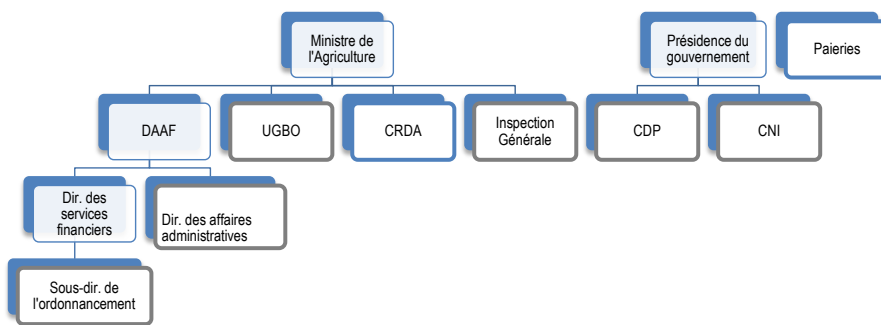 Ministre de
l'Agriculture
Présidence du
gouvernement
Paieries
DAAF
UGBO
CRDA
Inspection
Générale
CDP
CNI
Dir. des
services
financiers
Dir. des affaires
administratives
Sous-dir. de
l'ordonnancement